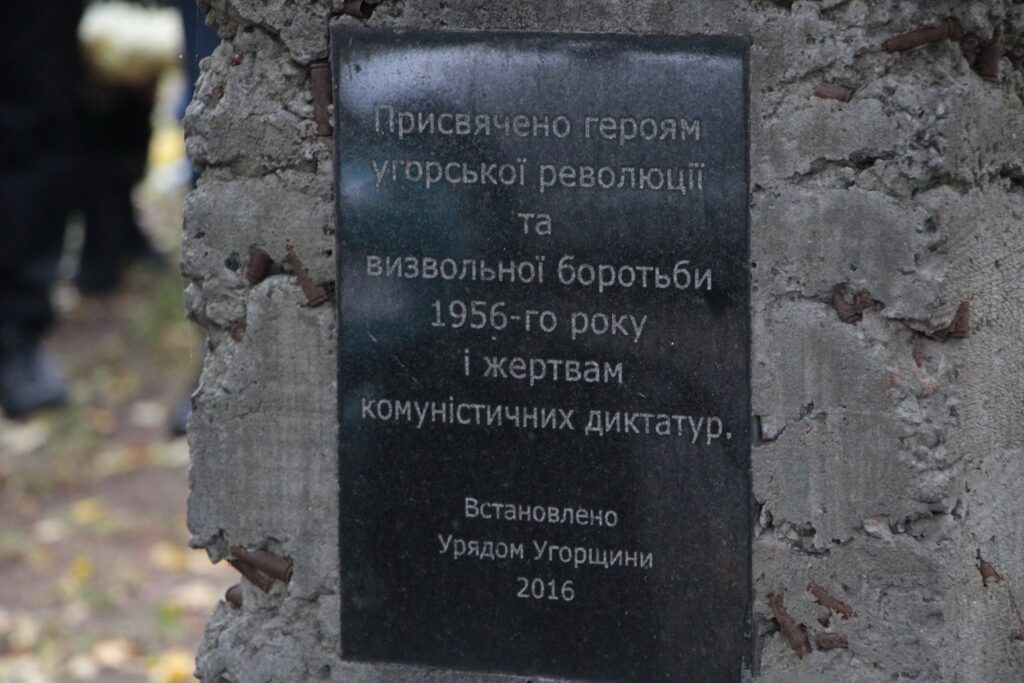 Присвячено героям
угорської революції
та
визвольної боротьби
1956-го року
і жертвам
комуністичних диктатур.
Встановлено
Урядом Угорщини
2016